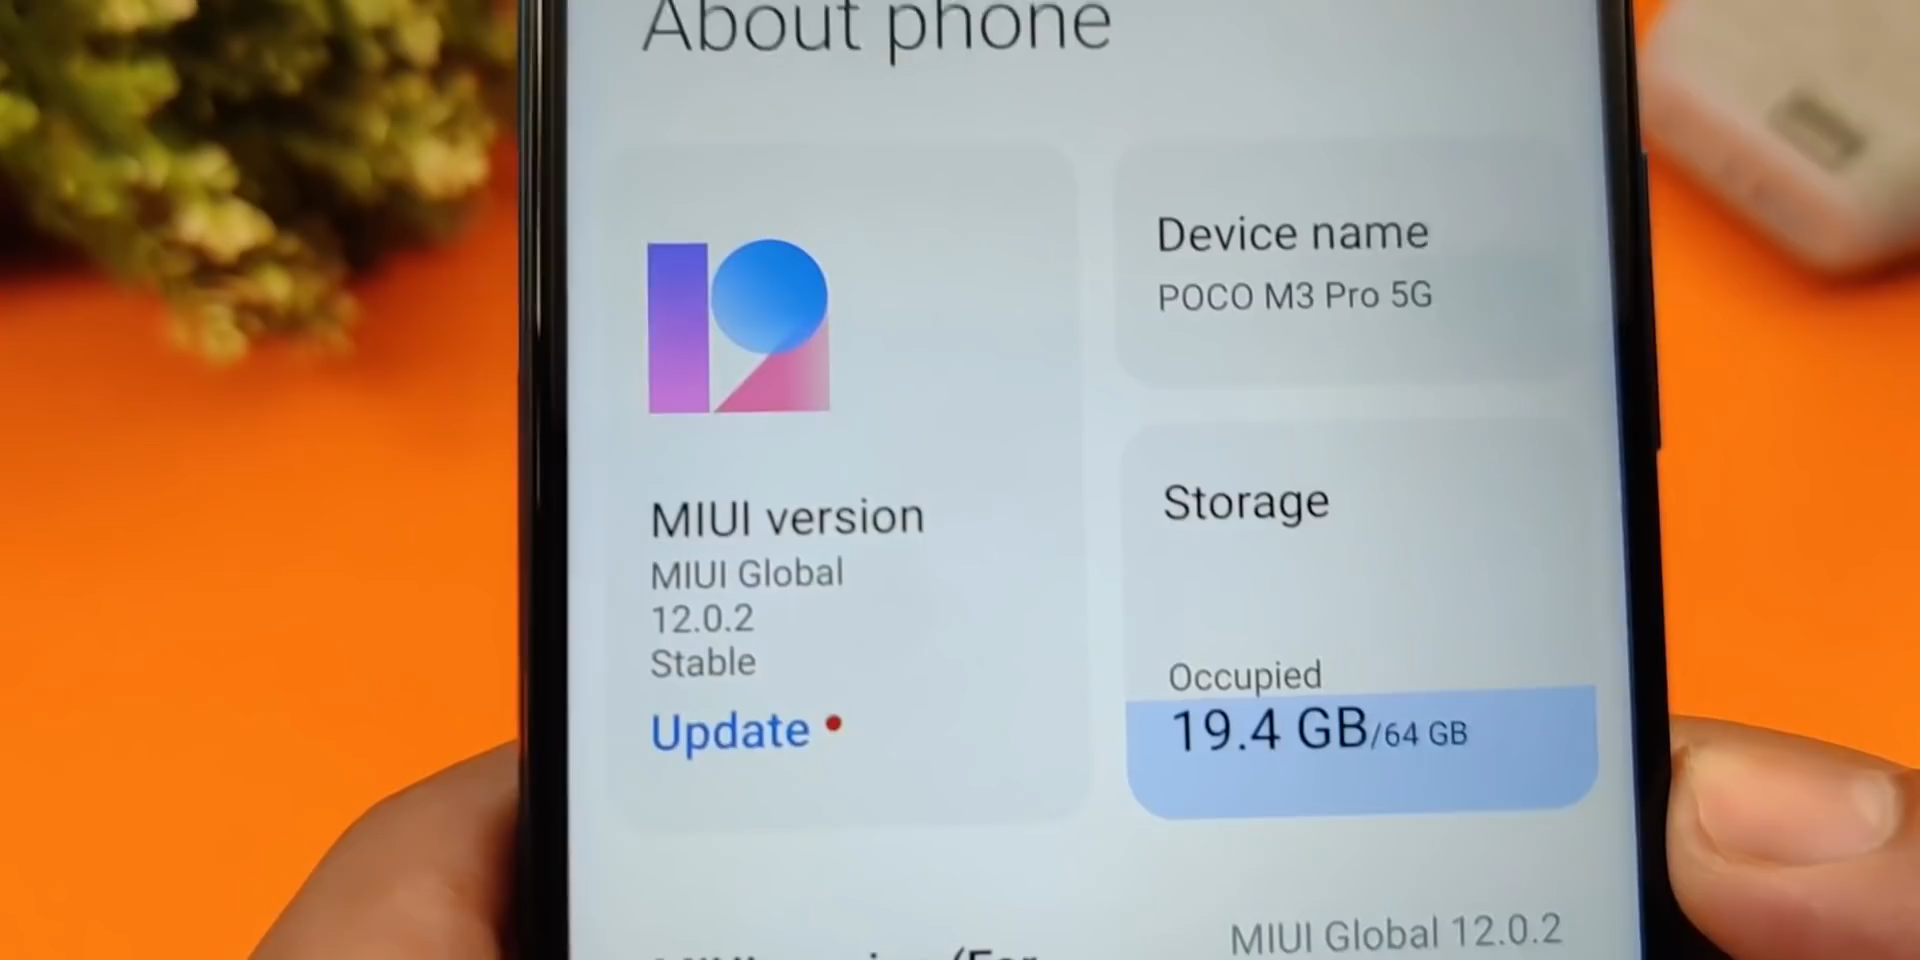 About phone
Device name
POCO M3 Pro 5G
MIUI version
MIUI Global
12.0.2
Stable
Update
Storage
Occupied
19.4 GB/64 GB
MIUI Global 12.0.2